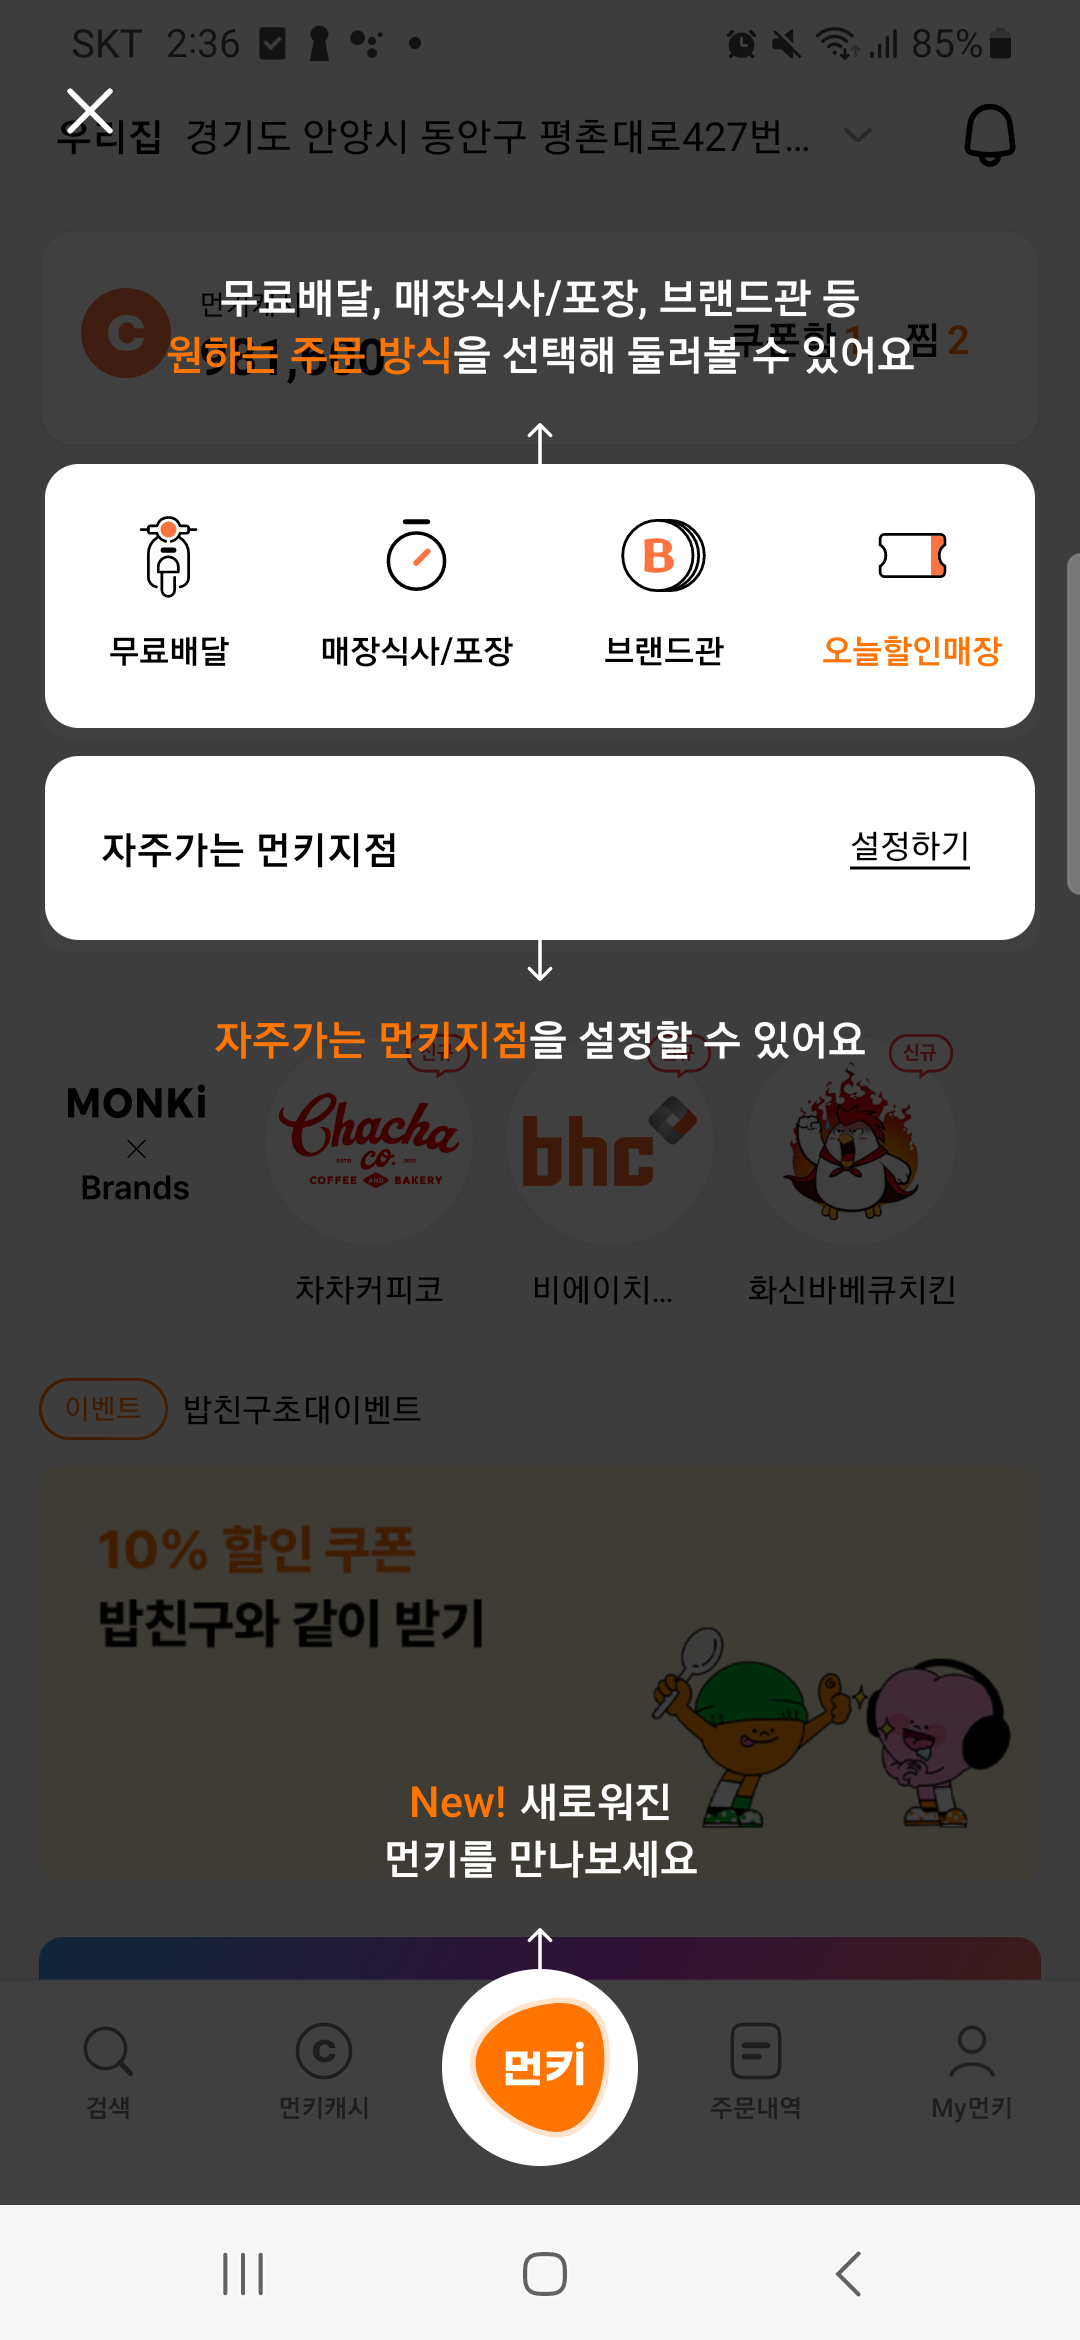 SKT 2:36 85%
우리집 경기도 안양시 동안구 평촌대로427번...
무료배달, 매장식사/포장, 브랜드관 등
원하는 주문 방식을 선택해 둘러볼 수 있어요
쿠폰함 1 찜 2
무료배달 매장식사/포장 브랜드관 오늘할인매장
자주가는 먼키지점 설정하기
자주가는 먼키지점을 설정할 수 있어요
신규 신규 신규
MONKi
×
Brands
Chacha
co.
COFFEE AND BAKERY
bhc
차차커피코 비에이치... 화신바베큐치킨
이벤트 밥친구초대이벤트
10% 할인 쿠폰
밥친구와 같이 받기
New! 새로워진
먼키를 만나보세요
먼키
검색 먼키캐시 주문내역 My먼키